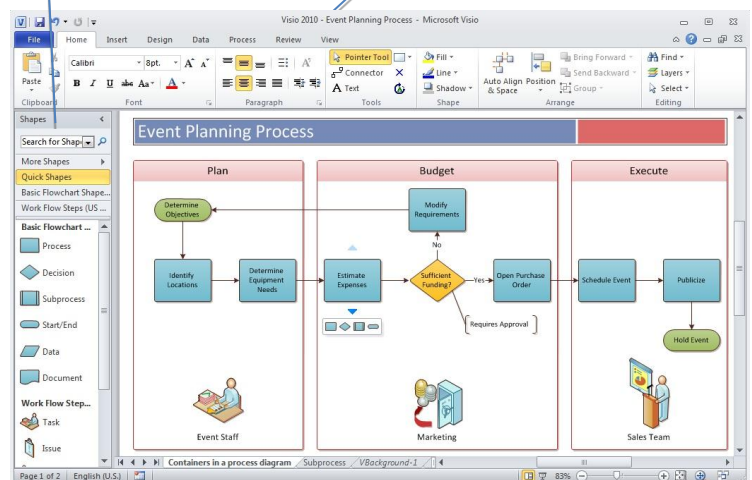 Visio 2010 - Event Planning Process - Microsoft Visio
File Home Insert Design Data Process Review View
Paste
Clipboard
Calibri 8pt.
B I U abc Aa A
Font
Paragraph
Pointer Tool
Connector
A Text
Tools
Fill
Line
Shadow
Shape
Auto Align & Space
Position
Bring Forward
Send Backward
Group
Arrange
Find
Layers
Select
Editing
Shapes
Search for Shap
More Shapes
Quick Shapes
Basic Flowchart Shape...
Work Flow Steps (US ...
Basic Flowchart ...
Process
Decision
Subprocess
Start/End
Data
Document
Work Flow Step...
Task
Issue
Event Planning Process
Plan
Determine
Objectives
Identify
Locations
Determine
Equipment
Needs
Event Staff
Budget
Modify
Requirements
No
Estimate
Expenses
Sufficient
Funding?
Yes
Open Purchase
Order
Requires Approval
Marketing
Execute
Schedule Event
Publicize
Hold Event
Sales Team
Containers in a process diagram Subprocess VBackground-1
Page 1 of 2 English (U.S.) 83%